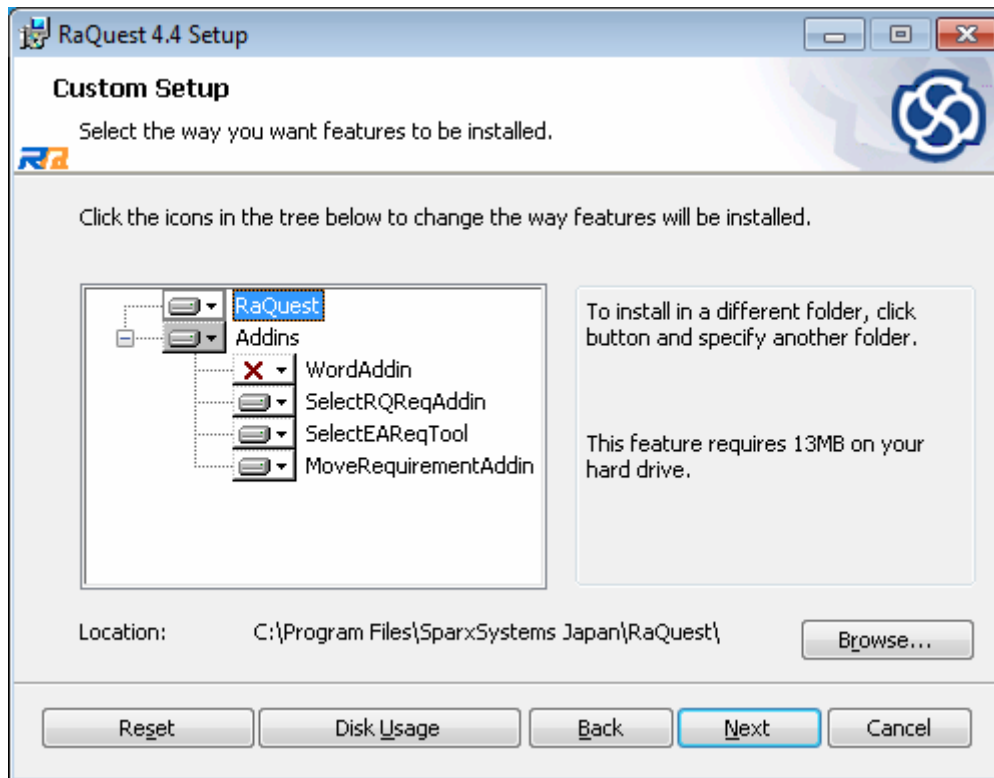 RaQuest 4.4 Setup
Custom Setup
Select the way you want features to be installed.
Ra
Click the icons in the tree below to change the way features will be installed.
RaQuest
Addins
WordAddin
SelectRQReqAddin
SelectEAReqTool
MoveRequirementAddin
To install in a different folder, click
button and specify another folder.
This feature requires 13MB on your
hard drive.
Location: C:\Program Files\SparxSystems Japan\RaQuest\
Browse...
Reset Disk Usage Back Next Cancel